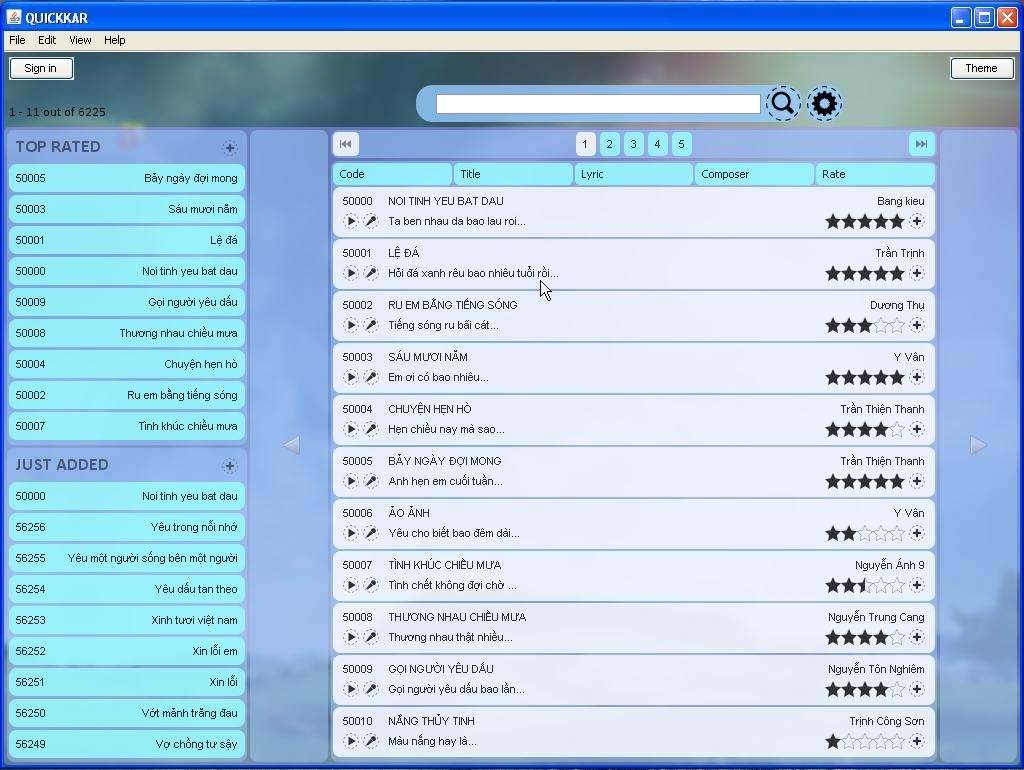 QUICKKAR
File Edit View Help
Sign in
Theme
1 - 11 out of 6225
TOP RATED
50005 Bảy ngày đợi mong
50003 Sáu mươi năm
50001 Lệ đá
50000 Noi tinh yeu bat dau
50009 Gọi người yêu dấu
50008 Thương nhau chiều mưa
50004 Chuyện hẹn hò
50002 Ru em bằng tiếng sóng
50007 Tình khúc chiều mưa
JUST ADDED
50000 Noi tinh yeu bat dau
56256 Yêu trong nỗi nhớ
56255 Yêu một người sống bên một người
56254 Yêu dấu tan theo
56253 Xinh tươi việt nam
56252 Xin lỗi em
56251 Xin lỗi
56250 Vớt mảnh trăng đau
56249 Vợ chồng tư sậy
1 2 3 4 5
Code Title Lyric Composer Rate
50000 NOI TINH YEU BAT DAU Bang kieu
Ta ben nhau da bao lau roi...
50001 LỆ ĐÁ Trần Trịnh
Hỏi đá xanh rêu bao nhiêu tuổi rồi...
50002 RU EM BẰNG TIẾNG SÓNG Dương Thụ
Tiếng sóng ru bãi cát...
50003 SÁU MƯƠI NĂM Y Vân
Em ơi có bao nhiêu...
50004 CHUYỆN HẸN HÒ Trần Thiện Thanh
Hẹn chiều nay mà sao...
50005 BẢY NGÀY ĐỢI MONG Trần Thiện Thanh
Anh hẹn em cuối tuần...
50006 ẢO ẢNH Y Vân
Yêu cho biết bao đêm dài...
50007 TÌNH KHÚC CHIỀU MƯA Nguyễn Ánh 9
Tình chết không đợi chờ ...
50008 THƯƠNG NHAU CHIỀU MƯA Nguyễn Trung Cang
Thương nhau thật nhiều...
50009 GỌI NGƯỜI YÊU DẤU Nguyễn Tôn Nghiêm
Gọi người yêu dấu bao lần...
50010 NẮNG THỦY TINH Trịnh Công Sơn
Màu nắng hay là...